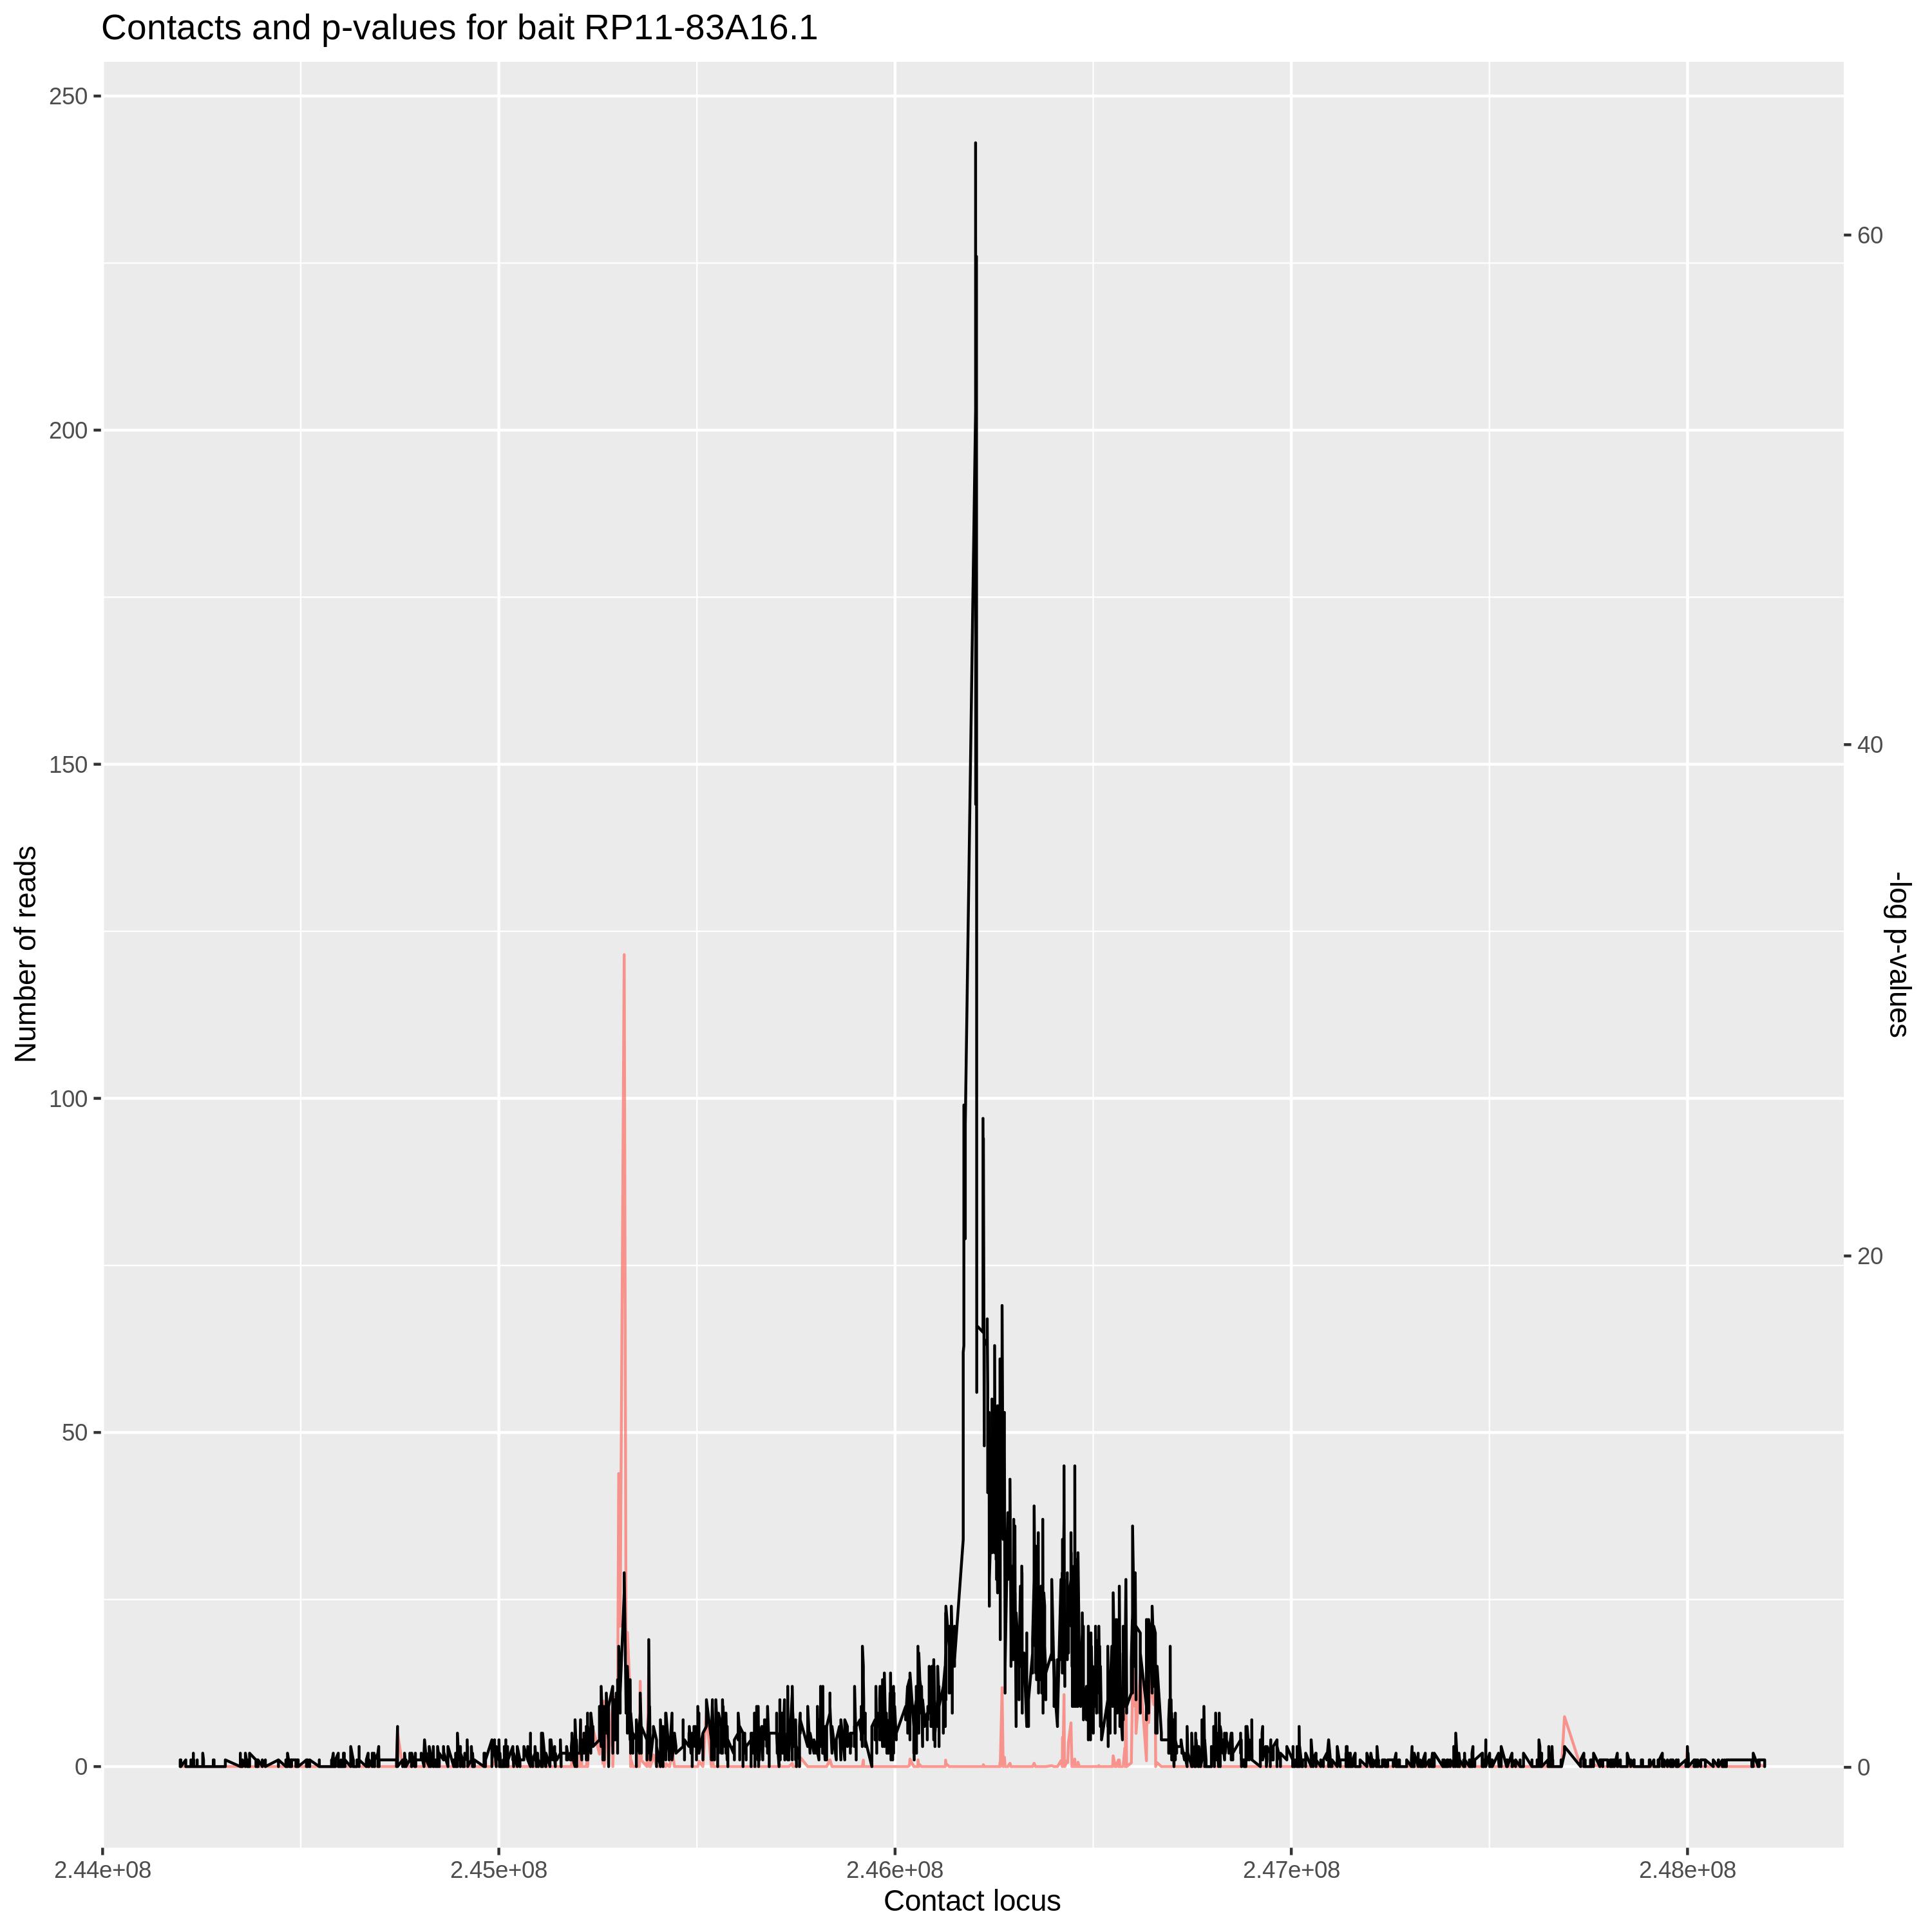 Contacts and p-values for bait RP11-83A16.1
250
200
150
100
50
0
Number of reads
60
40
20
0
-log p-values
2.44e+08
2.45e+08
2.46e+08
2.47e+08
2.48e+08
Contact locus